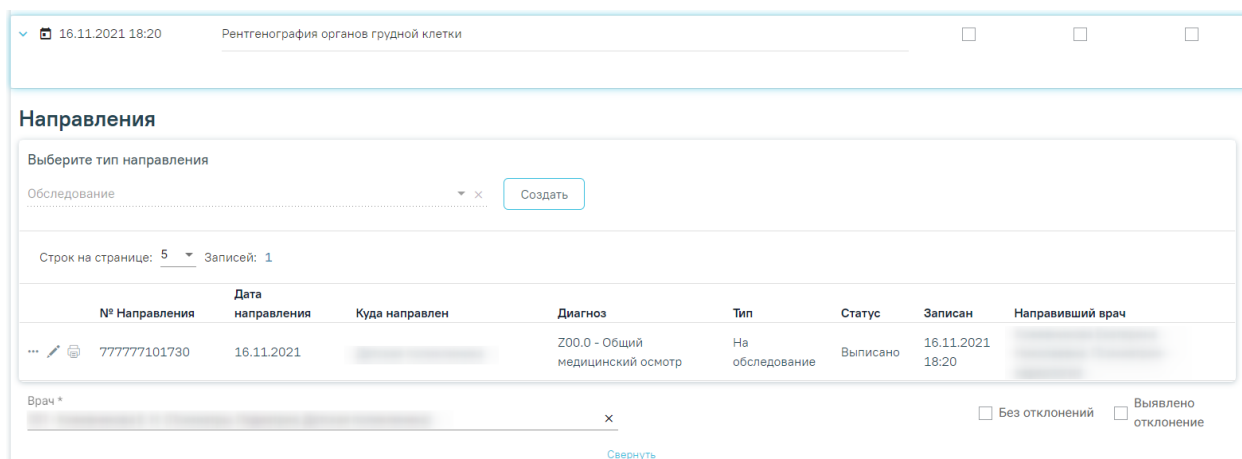 16.11.2021 18:20 Рентгенография органов грудной клетки
Направления
Выберите тип направления
Обследование
Создать
Строк на странице: 5 Записей: 1
№ Направления Дата направления Куда направлен Диагноз Тип Статус Записан Направивший врач
777777101730 16.11.2021 Z00.0 - Общий медицинский осмотр На обследование Выписано 16.11.2021 18:20
Врач *
Без отклонений Выявлено отклонение
Свернуть